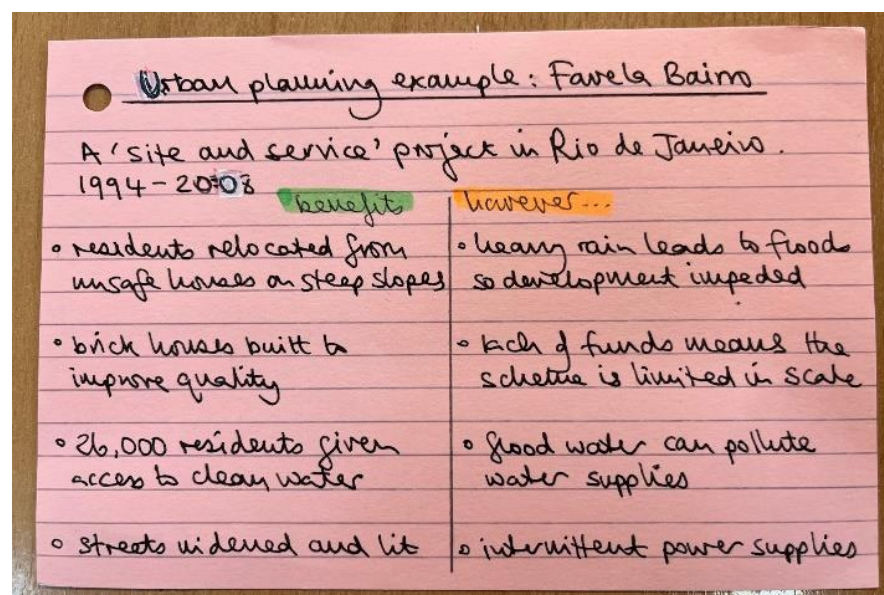 Urban planning example: Favela Bairro
A 'site and service' project in Rio de Janeiro.
1994-2008
benefits
• residents relocated from
unsafe houses on steep slopes
• brick houses built to
improve quality
• 26,000 residents given
access to clean water
• streets widened and lit
however...
• heavy rain leads to floods
so development impeded
• lack of funds means the
scheme is limited in scale
• flood water can pollute
water supplies
• intermittent power supplies